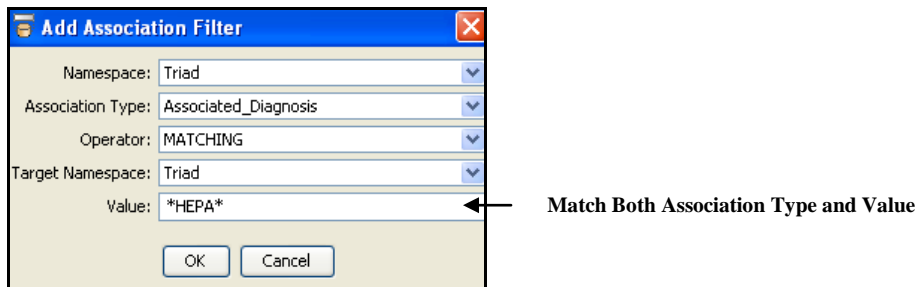 Add Association Filter
Namespace: Triad
Association Type: Associated_Diagnosis
Operator: MATCHING
Target Namespace: Triad
Value: *HEPA*
Match Both Association Type and Value
OK Cancel